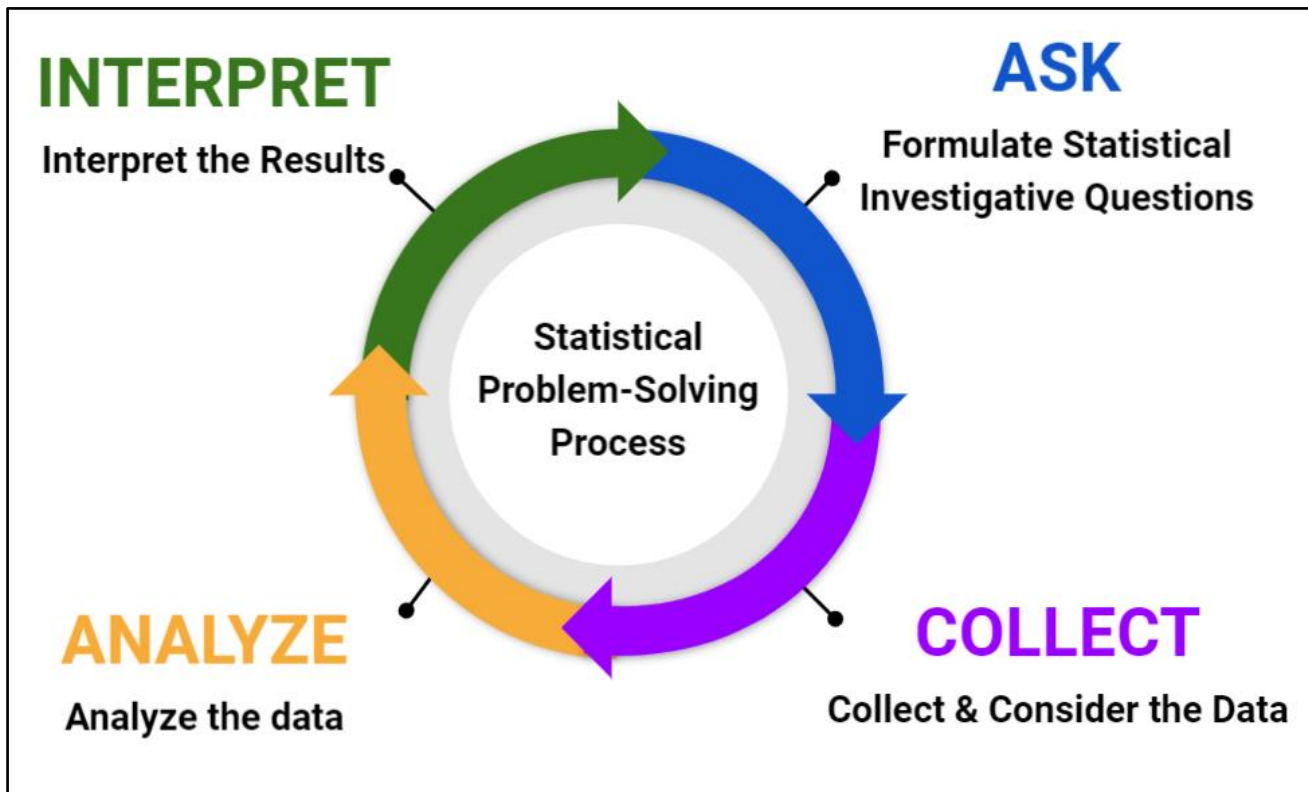 INTERPRET
Interpret the Results
ASK
Formulate Statistical
Investigative Questions
Statistical
Problem-Solving
Process
ANALYZE
Analyze the data
COLLECT
Collect & Consider the Data